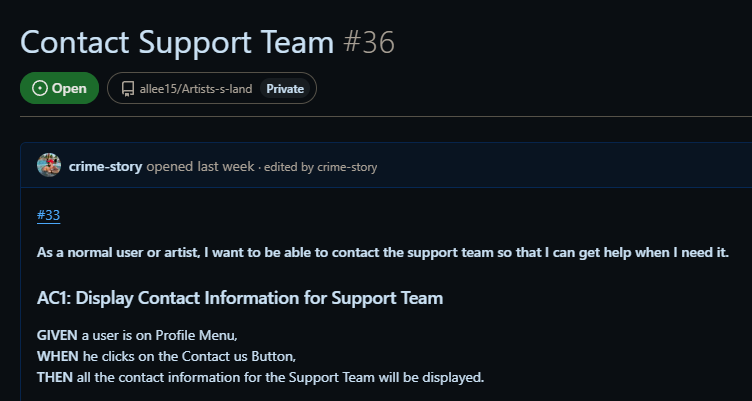 Contact Support Team #36
Open allee15/Artists-s-land Private
crime-story opened last week · edited by crime-story
#33
As a normal user or artist, I want to be able to contact the support team so that I can get help when I need it.
AC1: Display Contact Information for Support Team
GIVEN a user is on Profile Menu,
WHEN he clicks on the Contact us Button,
THEN all the contact information for the Support Team will be displayed.